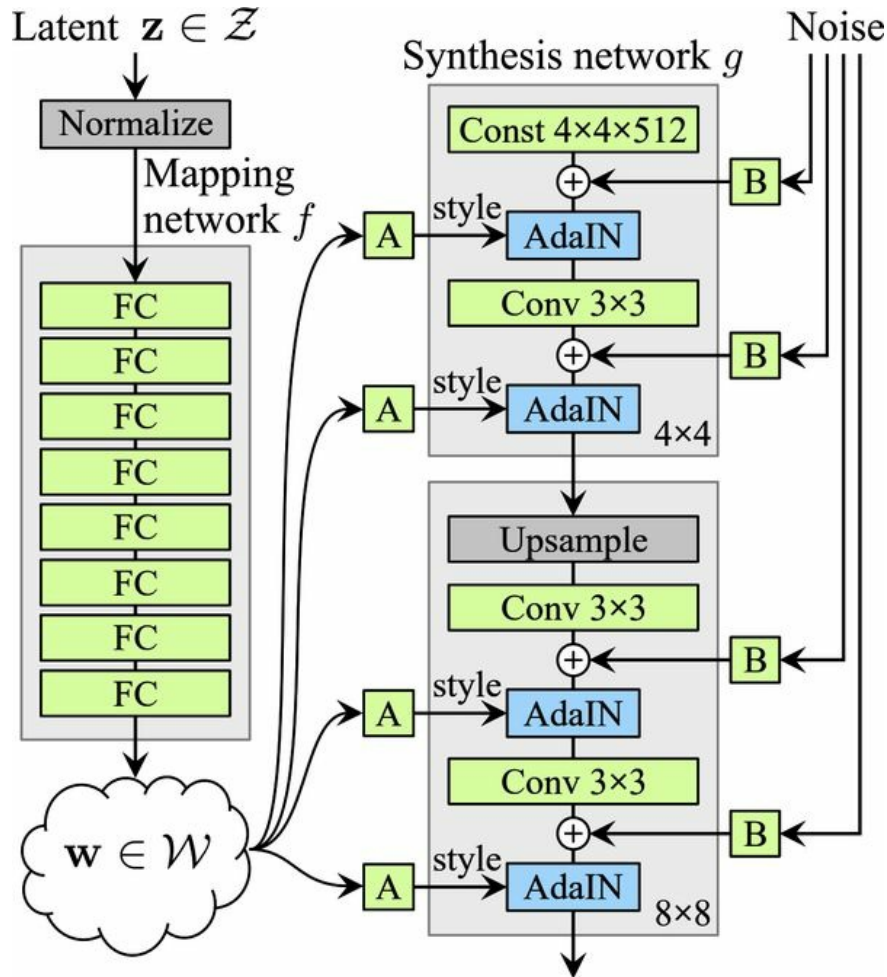 Latent z ∈ 𝒵
Normalize
Mapping
network f
FC
FC
FC
FC
FC
FC
FC
FC
w ∈ 𝒲
Synthesis network g
Noise
Const 4×4×512
B
A
style
AdaIN
Conv 3×3
B
A
style
AdaIN
4×4
Upsample
Conv 3×3
B
A
style
AdaIN
Conv 3×3
B
A
style
AdaIN
8×8